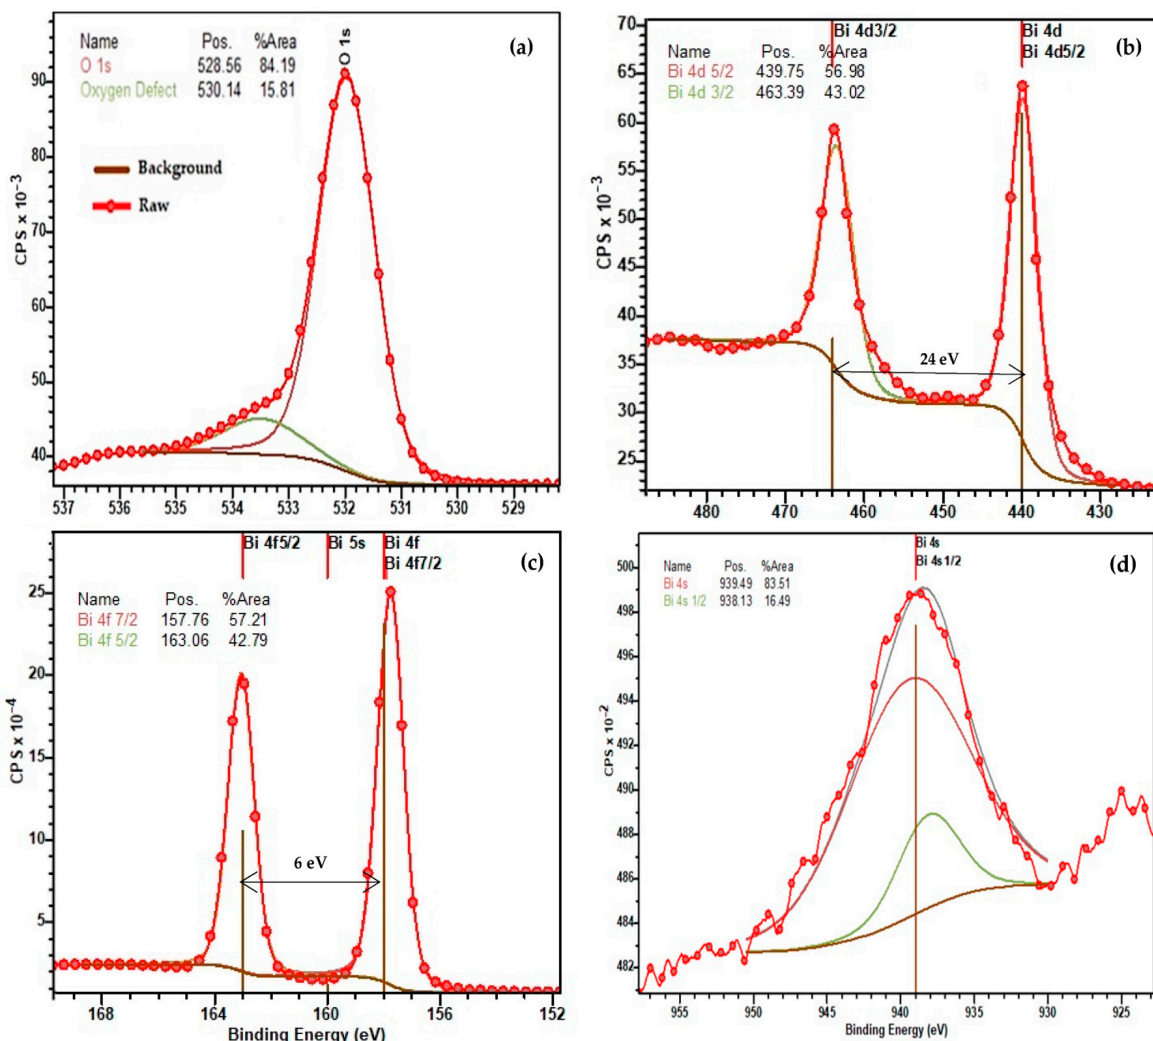 (a)
Name Pos. %Area
O 1s 528.56 84.19
Oxygen Defect 530.14 15.81
O 1s
Background
Raw
CPS x 10⁻³
90
80
90
50
40
537 536 535 534 533 532 531 530 529
(b)
Bi 4d3/2
Bi 4d
Bi 4d5/2
Name Pos. %Area
Bi 4d 5/2 439.75 56.98
Bi 4d 3/2 463.39 43.02
24 eV
CPS x 10⁻³
70
65
60
55
50
45
40
35
30
25
480 470 460 450 440 430
(c)
Bi 4f5/2
Bi 5s
Bi 4f
Bi 4f7/2
Name Pos. %Area
Bi 4f 7/2 157.76 57.21
Bi 4f 5/2 163.06 42.79
6 eV
CPS x 10⁻⁴
25
20
15
10
5
168 166 164 162 160 158 156 154 152
Binding Energy (eV)
(d)
Bi 4s
Bi 4s 1/2
Name Pos. %Area
Bi 4s 939.49 83.51
Bi 4s 1/2 938.13 16.49
CPS x 10⁻²
500
498
496
495
494
492
490
488
486
484
482
955 950 945 940 935 930 925
Binding Energy (eV)